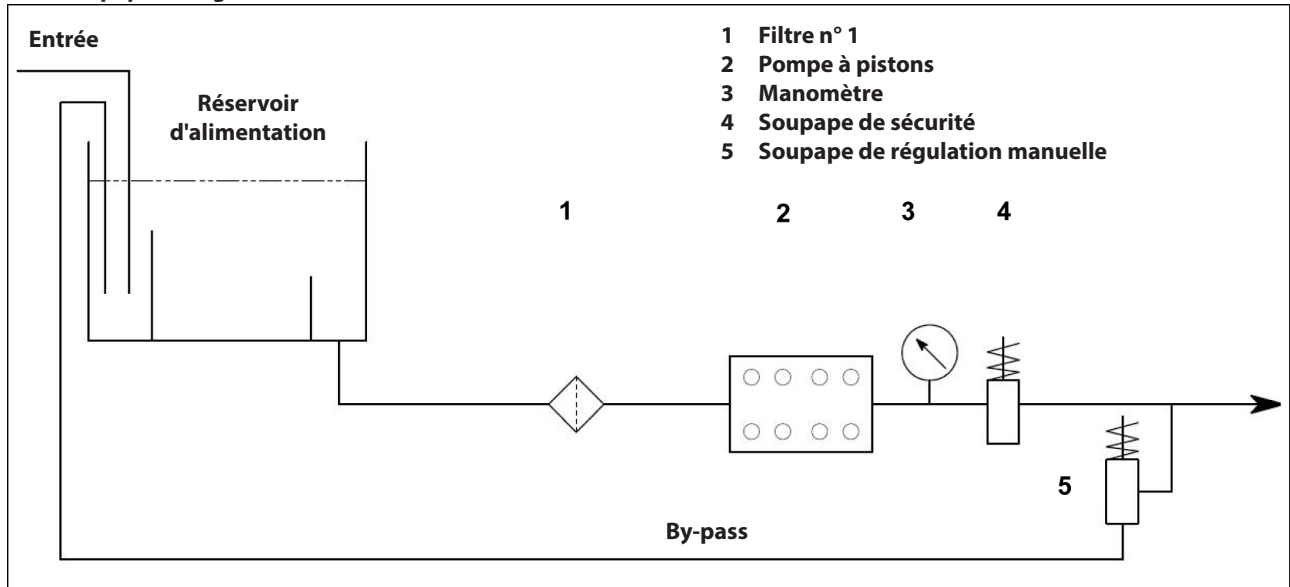 Entrée
Réservoir
d'alimentation
1 Filtre n° 1
2 Pompe à pistons
3 Manomètre
4 Soupape de sécurité
5 Soupape de régulation manuelle
1
2
3
4
5
By-pass